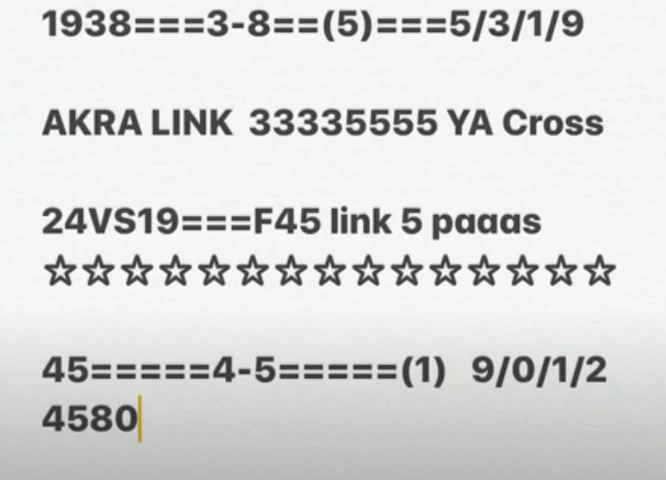 1938===3-8==(5)===5/3/1/9
AKRA LINK  33335555 YA Cross
24VS19===F45 link 5 paaas
☆☆☆☆☆☆☆☆☆☆☆☆☆☆☆
45=====4-5=====(1)  9/0/1/2
4580